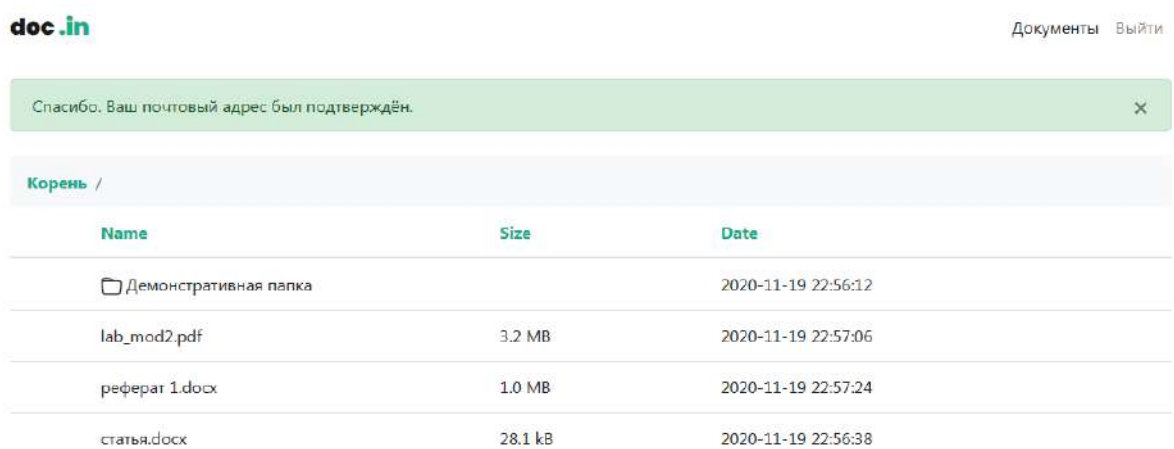 doc.in
Документы Выйти
Спасибо. Ваш почтовый адрес был подтверждён. ×
Корень /
Name Size Date
Демонстративная папка 2020-11-19 22:56:12
lab_mod2.pdf 3.2 MB 2020-11-19 22:57:06
реферат 1.docx 1.0 MB 2020-11-19 22:57:24
статья.docx 28.1 kB 2020-11-19 22:56:38